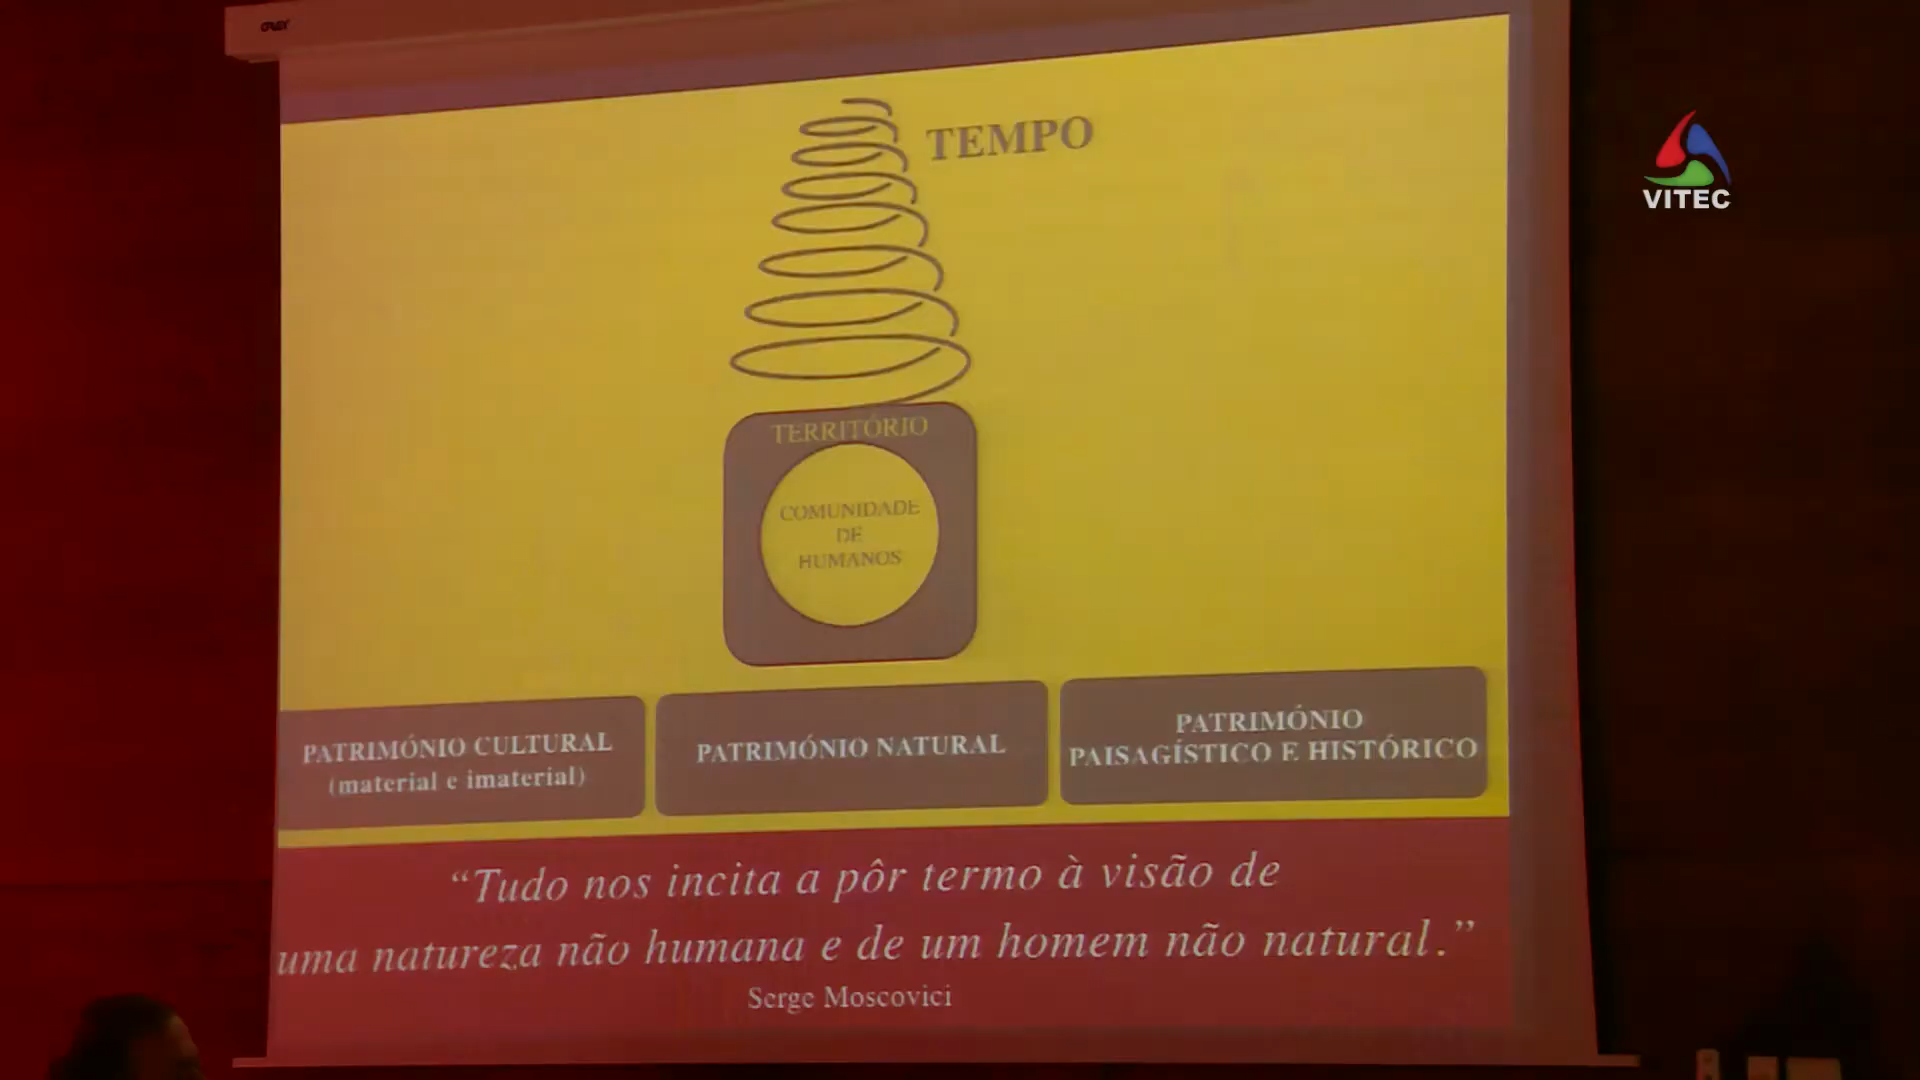 TEMPO
VITEC
TERRITÓRIO
COMUNIDADE
DE
HUMANOS
PATRIMÓNIO CULTURAL
(material e imaterial)
PATRIMÓNIO NATURAL
PATRIMÓNIO
PAISAGÍSTICO E HISTÓRICO
“Tudo nos incita a pôr termo à visão de
uma natureza não humana e de um homem não natural.”
Serge Moscovici